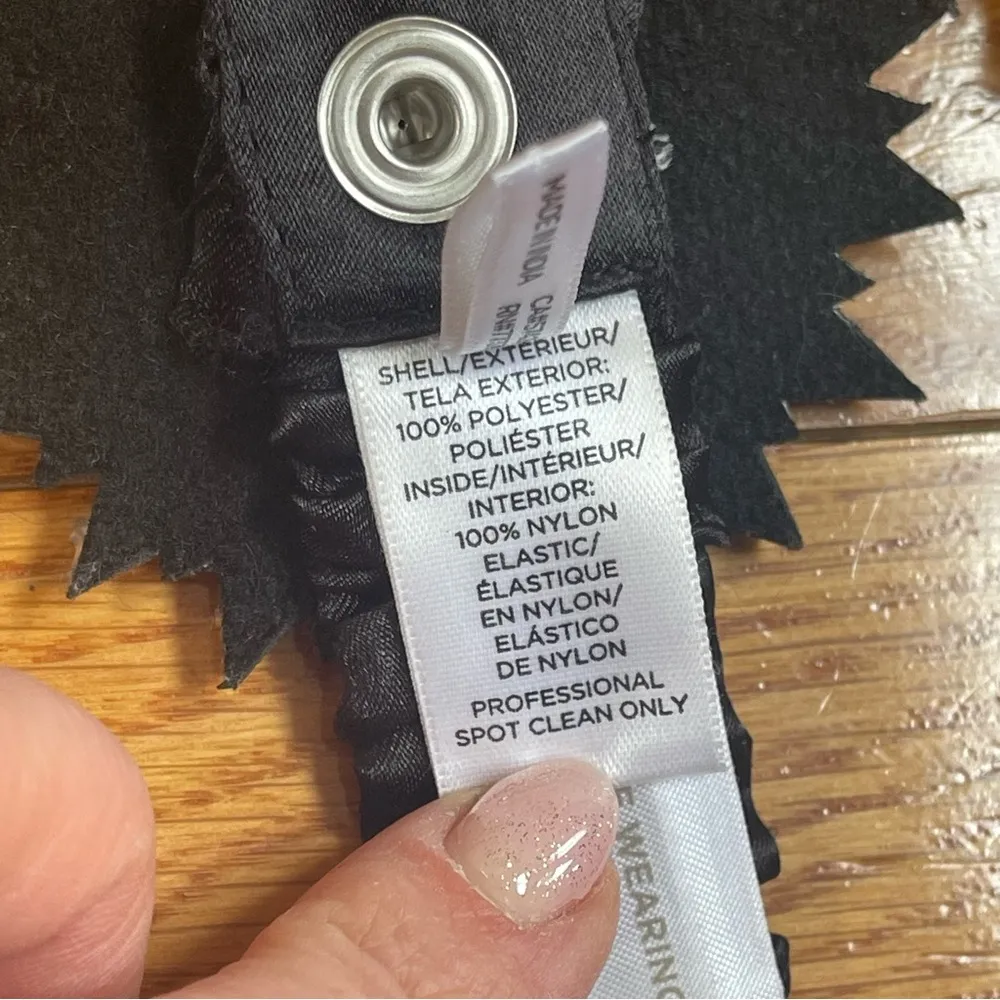 MADE IN INDIA
SHELL/EXTÉRIEUR/
TELA EXTERIOR:
100% POLYESTER/
POLIÉSTER
INSIDE/INTÉRIEUR/
INTERIOR:
100% NYLON
ELASTIC/
ÉLASTIQUE
EN NYLON/
ELÁSTICO
DE NYLON
PROFESSIONAL
SPOT CLEAN ONLY
WEARING